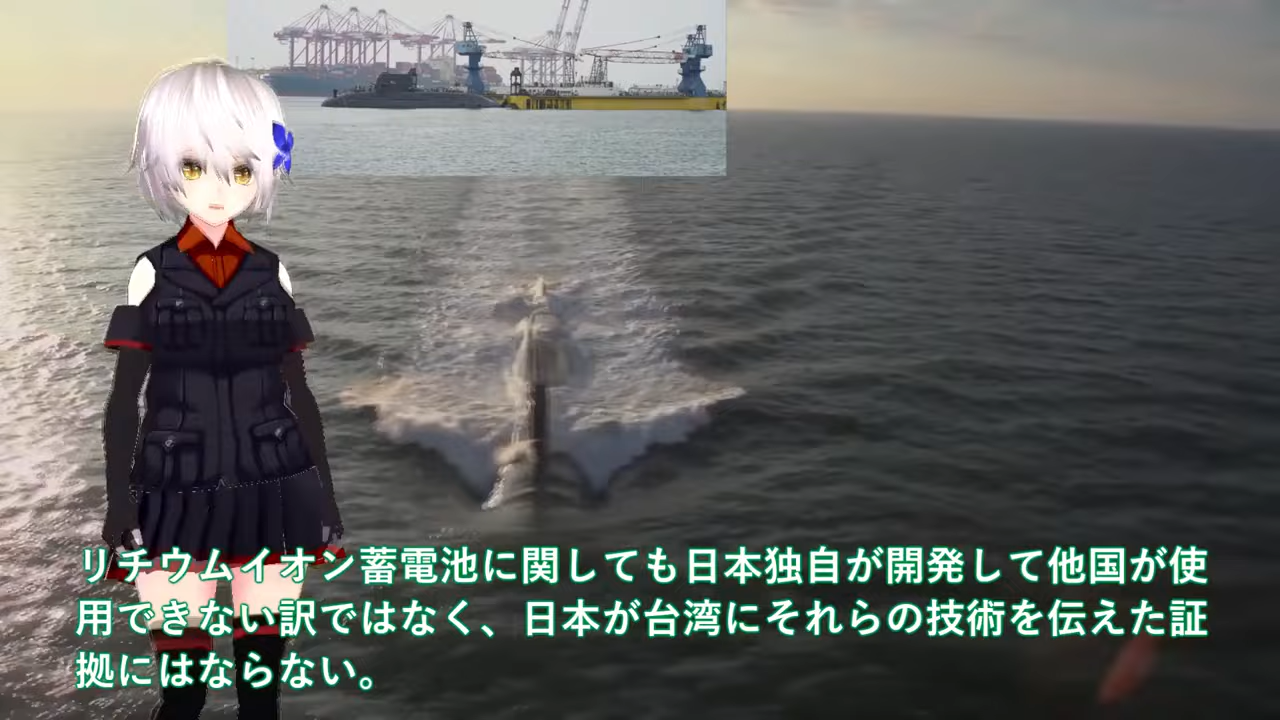 リチウムイオン蓄電池に関しても日本独自が開発して他国が使
用できない訳ではなく、日本が台湾にそれらの技術を伝えた証
拠にはならない。